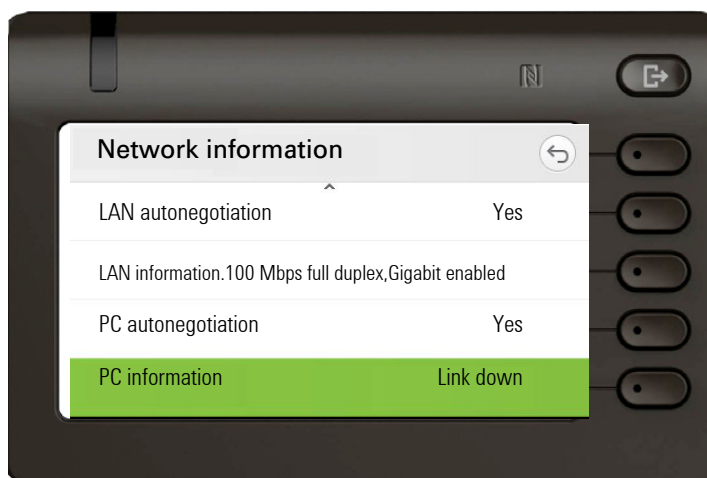 Network information
LAN autonegotiation Yes
LAN information.100 Mbps full duplex,Gigabit enabled
PC autonegotiation Yes
PC information Link down